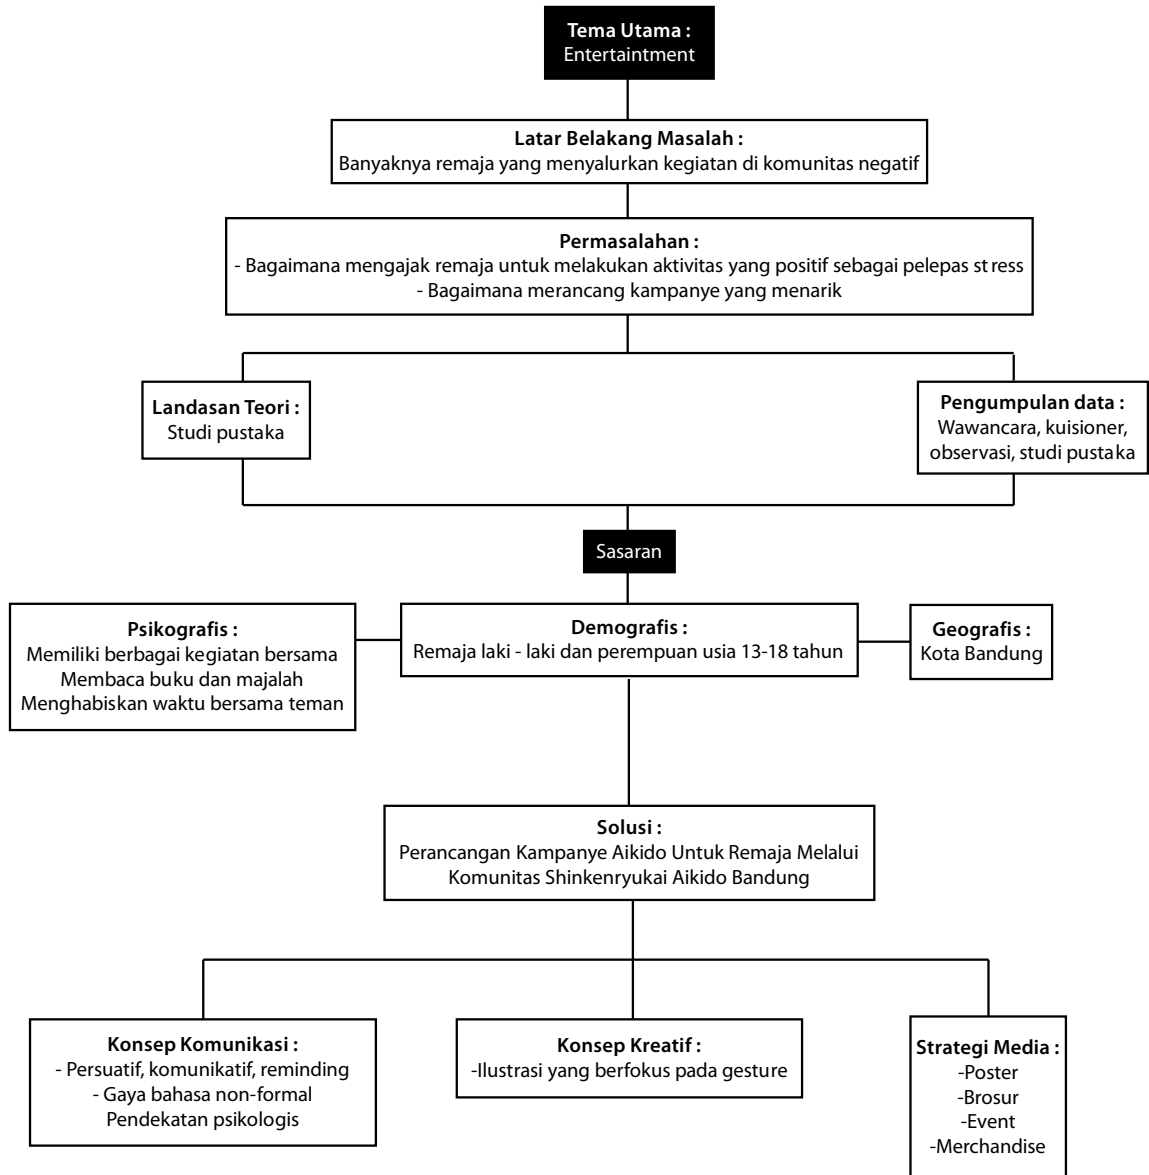 Tema Utama :
Entertaintment
Latar Belakang Masalah :
Banyaknya remaja yang menyalurkan kegiatan di komunitas negatif
Permasalahan :
- Bagaimana mengajak remaja untuk melakukan aktivitas yang positif sebagai pelepas st ress
- Bagaimana merancang kampanye yang menarik
Landasan Teori :
Studi pustaka
Pengumpulan data :
Wawancara, kuisioner,
observasi, studi pustaka
Sasaran
Psikografis :
Memiliki berbagai kegiatan bersama
Membaca buku dan majalah
Menghabiskan waktu bersama teman
Demografis :
Remaja laki - laki dan perempuan usia 13-18 tahun
Geografis :
Kota Bandung
Solusi :
Perancangan Kampanye Aikido Untuk Remaja Melalui
Komunitas Shinkenryukai Aikido Bandung
Konsep Komunikasi :
- Persuatif, komunikatif, reminding
- Gaya bahasa non-formal
Pendekatan psikologis
Konsep Kreatif :
-Ilustrasi yang berfokus pada gesture
Strategi Media :
-Poster
-Brosur
-Event
-Merchandise